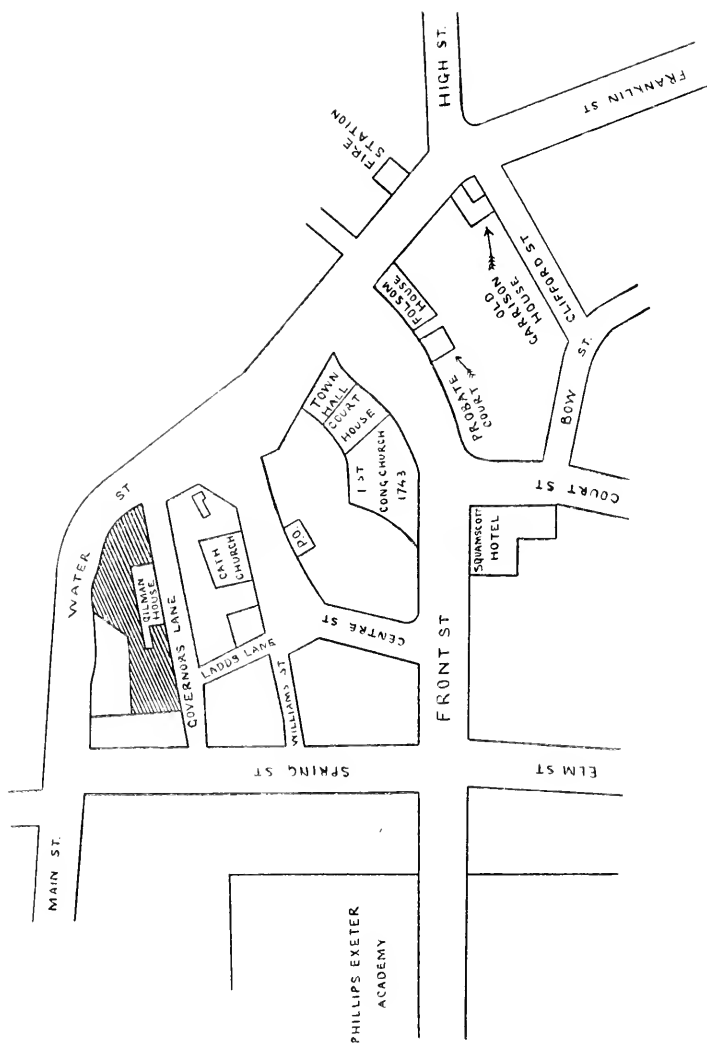 HIGH ST.
FRANKLIN ST
FIRE
STATION
CLIFFORD ST
OLD
GARRISON
HOUSE
FOLSOM
HOUSE
PROBATE
COURT
BOW ST.
COURT ST
TOWN
HALL
COURT
HOUSE
1 ST
CONG CHURCH
1743
P.O.
SQUAMSCOTT
HOTEL
WATER ST
GILMAN
HOUSE
CATH
CHURCH
GOVERNORS LANE
LADDS LANE
WILLIAMS ST
CENTRE ST
FRONT ST
SPRING ST
ELM ST
MAIN ST.
PHILLIPS EXETER
ACADEMY